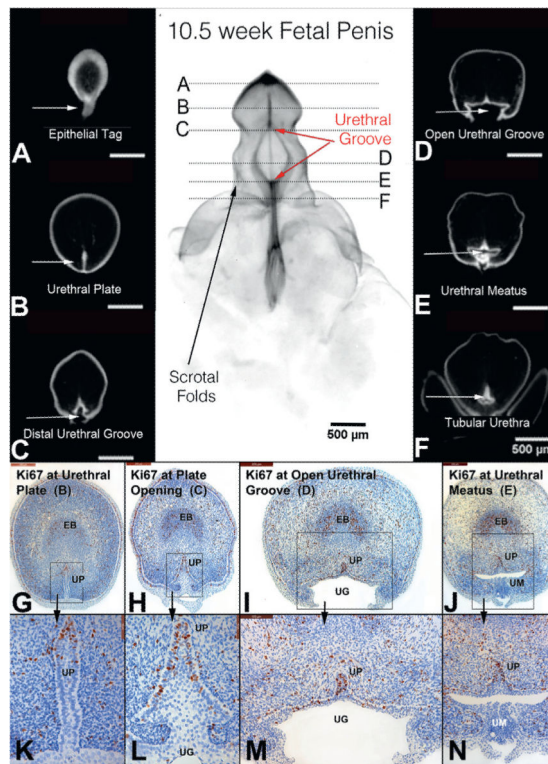 10.5 week Fetal Penis
A
B
C
Urethral
Groove
D
E
F
Scrotal
Folds
500 µm
Epithelial Tag
A
Urethral Plate
B
Distal Urethral Groove
C
Open Urethral Groove
D
Urethral Meatus
E
Tubular Urethra
F
500 µm
Ki67 at Urethral
Plate (B)
EB
UP
G
Ki67 at Plate
Opening (C)
EB
UP
H
Ki67 at Open Urethral
Groove (D)
EB
UP
UG
I
Ki67 at Urethral
Meatus (E)
EB
UP
UM
J
UP
K
UP
UG
L
UP
UG
M
UP
UM
N